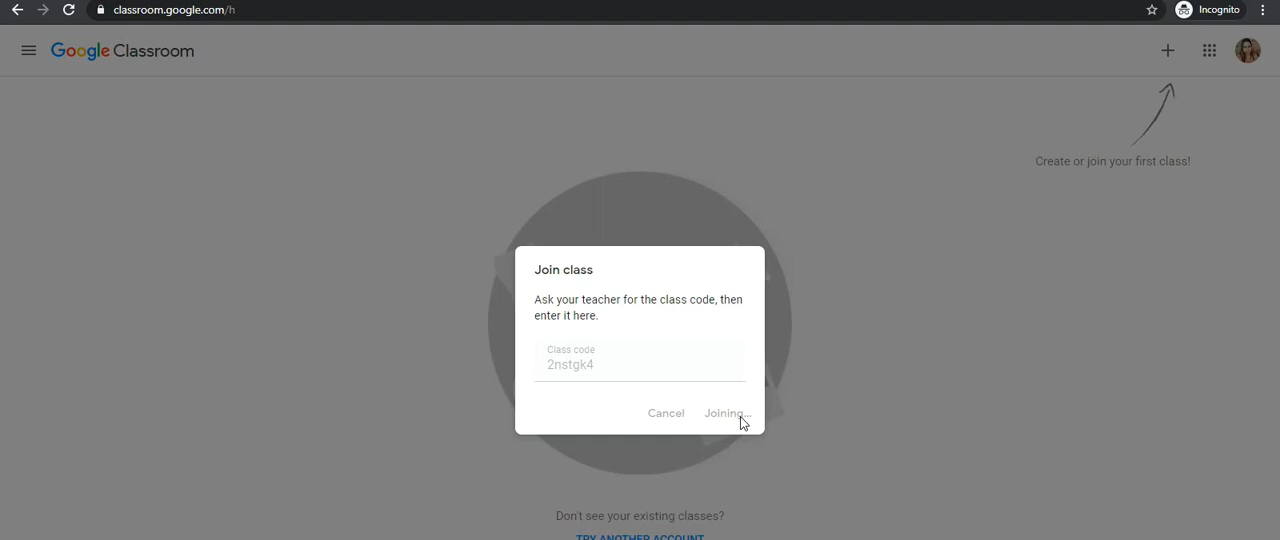 classroom.google.com/h
Incognito
Google Classroom
Create or join your first class!
Join class
Ask your teacher for the class code, then
enter it here.
Class code
2nstgk4
Cancel
Joining...
Don't see your existing classes?
TRY ANOTHER ACCOUNT